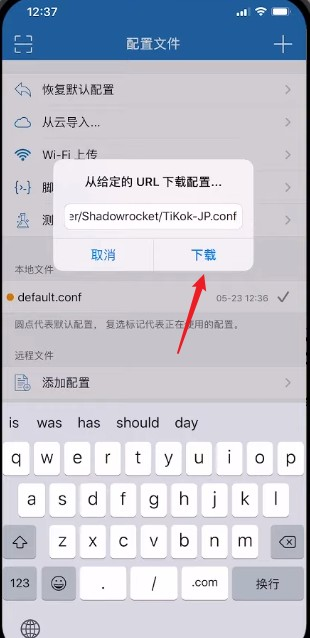 12:37
配置文件
恢复默认配置
从云导入...
Wi-Fi 上传
脚
测
从给定的 URL 下载配置...
er/Shadowrocket/TiKok-JP.conf
取消
下载
本地文件
default.conf
05-23 12:36
圆点代表默认配置，复选标记代表正在使用的配置。
远程文件
添加配置
is was has should day
q w e r t y u i o p
a s d f g h j k l
z x c v b n m
123 . / .com 换行